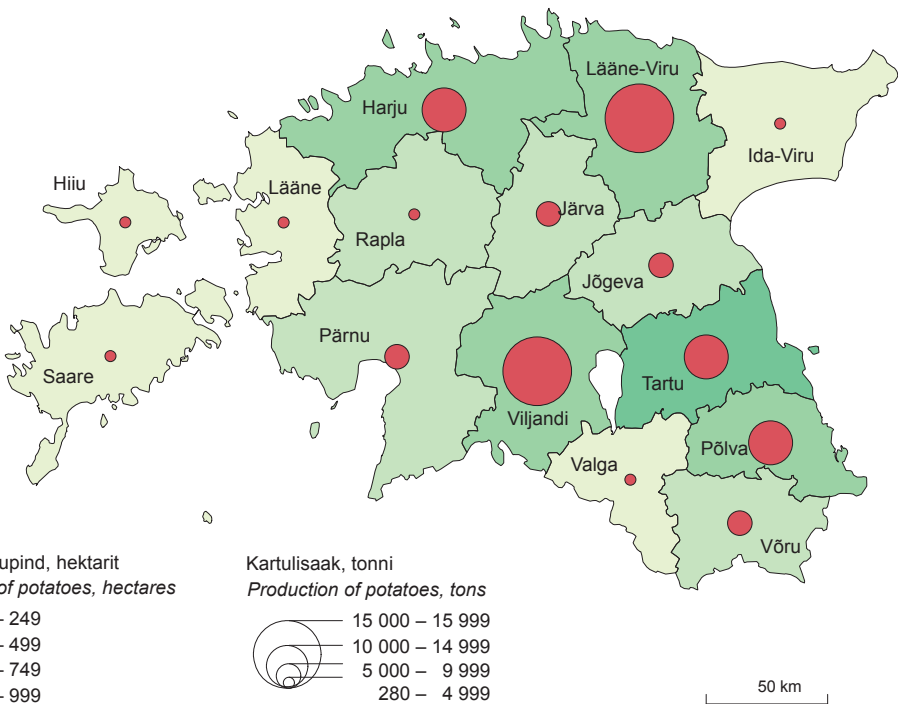 Lääne-Viru
Harju
Ida-Viru
Hiiu
Lääne
Järva
Rapla
Jõgeva
Pärnu
Saare
Tartu
Viljandi
Põlva
Valga
Võru
upind, hektarit
of potatoes, hectares
– 249
– 499
– 749
– 999
Kartulisaak, tonni
Production of potatoes, tons
15 000 – 15 999
10 000 – 14 999
5 000 – 9 999
280 – 4 999
50 km